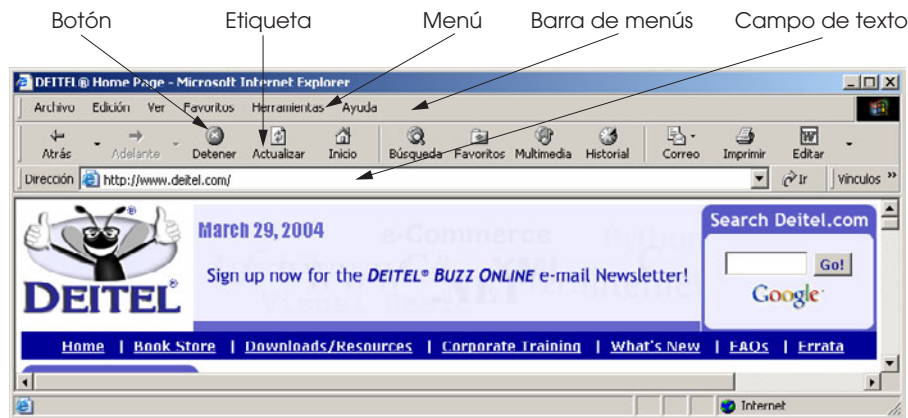 Botón Etiqueta Menú Barra de menús Campo de texto
DEITEL® Home Page - Microsoft Internet Explorer
Archivo Edición Ver Favoritos Herramientas Ayuda
Atrás Adelante Detener Actualizar Inicio Búsqueda Favoritos Multimedia Historial Correo Imprimir Editar
Dirección http://www.deitel.com/ Ir Vínculos »
March 29, 2004
e-Commerce
Sign up now for the DEITEL® BUZZ ONLINE e-mail Newsletter!
DEITEL®
Search Deitel.com
Go!
Google
Home | Book Store | Downloads/Resources | Corporate Training | What's New | FAQs | Errata
Internet